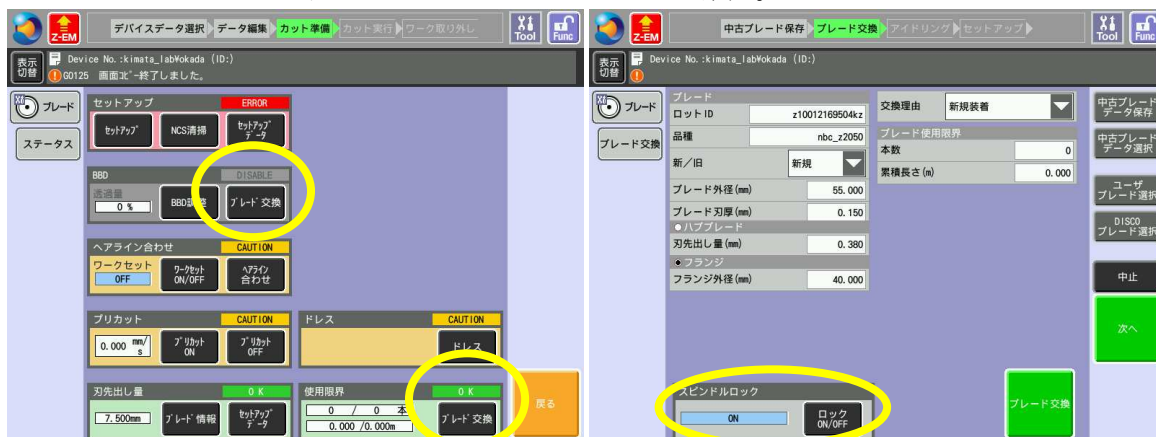 Z-EM
デバイスデータ選択 データ編集 カット準備 カット実行 ワーク取り外し
Tool
Func
表示切替
Device No. :kimata_lab¥okada (ID:)
G0125 画面ｺﾋﾟｰ終了しました。
ブレード
ステータス
セットアップ ERROR
ｾｯﾄｱｯﾌﾟ
NCS清掃
ｾｯﾄｱｯﾌﾟ
ﾃﾞｰﾀ
BBD DISABLE
透過量
0 %
BBD調整
ﾌﾞﾚｰﾄﾞ交換
ヘアライン合わせ CAUTION
ワークセット
OFF
ﾜｰｸｾｯﾄ
ON/OFF
ﾍｱﾗｲﾝ
合わせ
プリカット CAUTION
0.000 mm/s
ﾌﾟﾘｶｯﾄ
ON
ﾌﾟﾘｶｯﾄ
OFF
ドレス CAUTION
ドレス
刃先出し量 OK
7.500mm
ﾌﾞﾚｰﾄﾞ情報
ｾｯﾄｱｯﾌﾟ
ﾃﾞｰﾀ
使用限界 OK
0 / 0 本
0.000 /0.000m
ﾌﾞﾚｰﾄﾞ交換
戻る
Z-EM
中古ブレード保存 ブレード交換 アイドリング セットアップ
Tool
Func
表示切替
Device No. :kimata_lab¥okada (ID:)
ブレード
ブレード交換
ブレード
ロットID z10012169504kz
品種 nbc_z2050
新／旧 新規
ブレード外径(mm) 55.000
ブレード刃厚(mm) 0.150
ハブブレード
刃先出し量(mm) 0.380
フランジ
フランジ外径(mm) 40.000
交換理由 新規装着
ブレード使用限界
本数 0
累積長さ(m) 0.000
中古ブレード
データ保存
中古ブレード
データ選択
ユーザ
ブレード選択
DISCO
ブレード選択
中止
次へ
スピンドルロック
ON
ロック
ON/OFF
ブレード交換